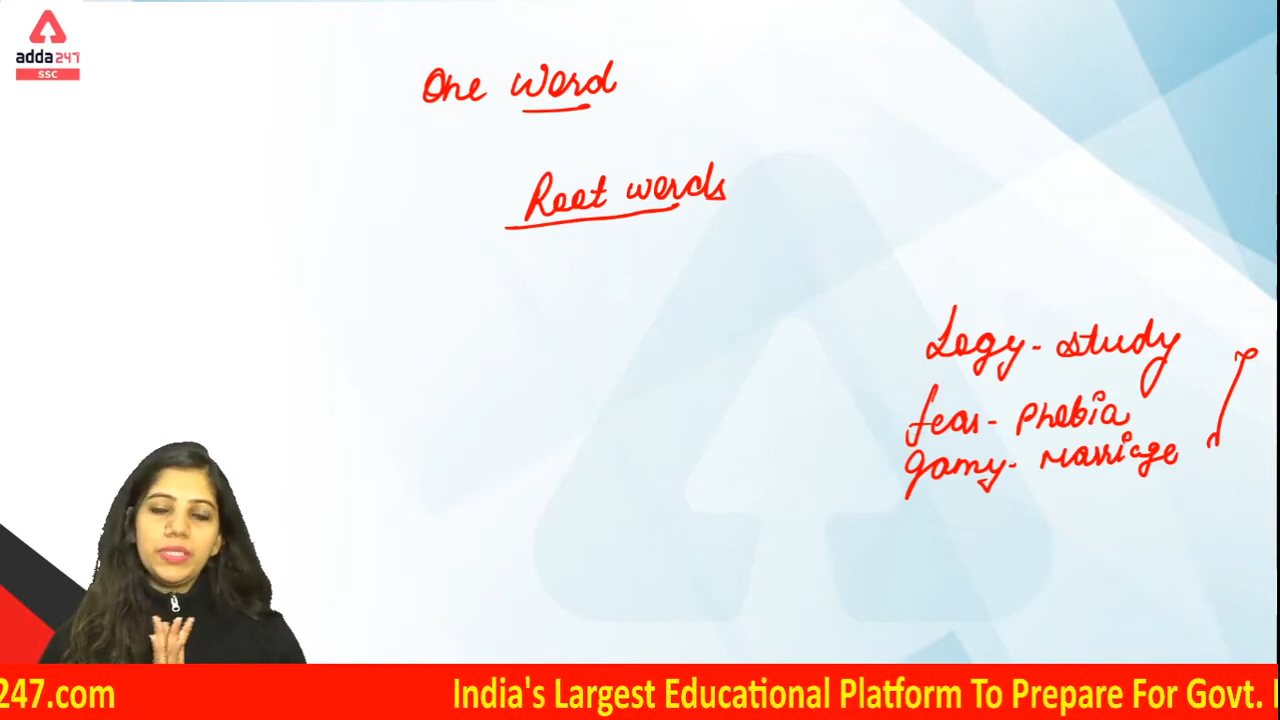 adda247
SSC
One Word
Root words
Logy - study
fear - Phobia
gamy - marriage
247.com India's Largest Educational Platform To Prepare For Govt.